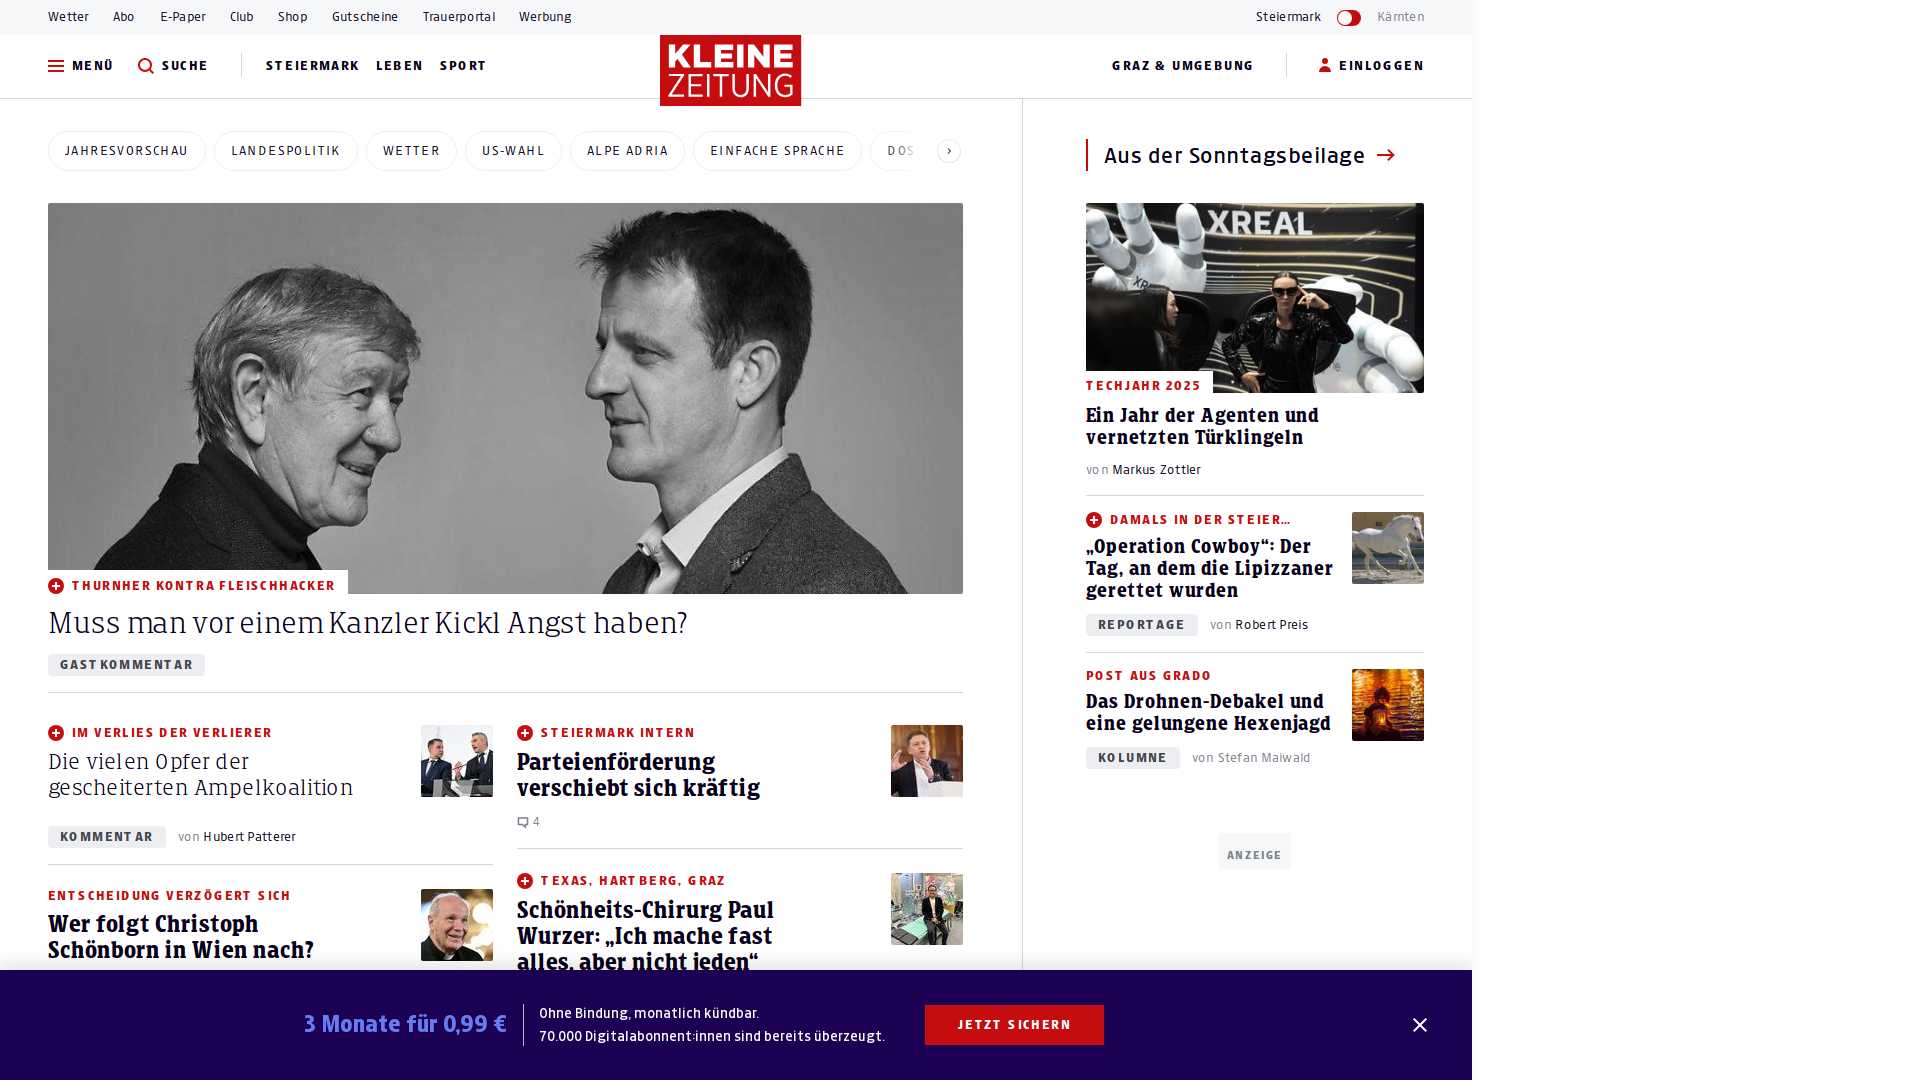 Wetter Abo E-Paper Club Shop Gutscheine Trauerportal Werbung Steiermark Kärnten
MENÜ SUCHE STEIERMARK LEBEN SPORT
KLEINE
ZEITUNG
GRAZ & UMGEBUNG EINLOGGEN
JAHRESVORSCHAU LANDESPOLITIK WETTER US-WAHL ALPE ADRIA EINFACHE SPRACHE DOS
THURNHER KONTRA FLEISCHHACKER
Muss man vor einem Kanzler Kickl Angst haben?
GASTKOMMENTAR
IM VERLIES DER VERLIERER
Die vielen Opfer der
gescheiterten Ampelkoalition
KOMMENTAR von Hubert Patterer
ENTSCHEIDUNG VERZÖGERT SICH
Wer folgt Christoph
Schönborn in Wien nach?
STEIERMARK INTERN
Parteienförderung
verschiebt sich kräftig
4
TEXAS, HARTBERG, GRAZ
Schönheits-Chirurg Paul
Wurzer: „Ich mache fast
alles, aber nicht jeden“
Aus der Sonntagsbeilage
XREAL
TECHJAHR 2025
Ein Jahr der Agenten und
vernetzten Türklingeln
von Markus Zottler
DAMALS IN DER STEIER…
„Operation Cowboy“: Der
Tag, an dem die Lipizzaner
gerettet wurden
REPORTAGE von Robert Preis
POST AUS GRADO
Das Drohnen-Debakel und
eine gelungene Hexenjagd
KOLUMNE von Stefan Maiwald
ANZEIGE
3 Monate für 0,99 €
Ohne Bindung, monatlich kündbar.
70.000 Digitalabonnent:innen sind bereits überzeugt.
JETZT SICHERN